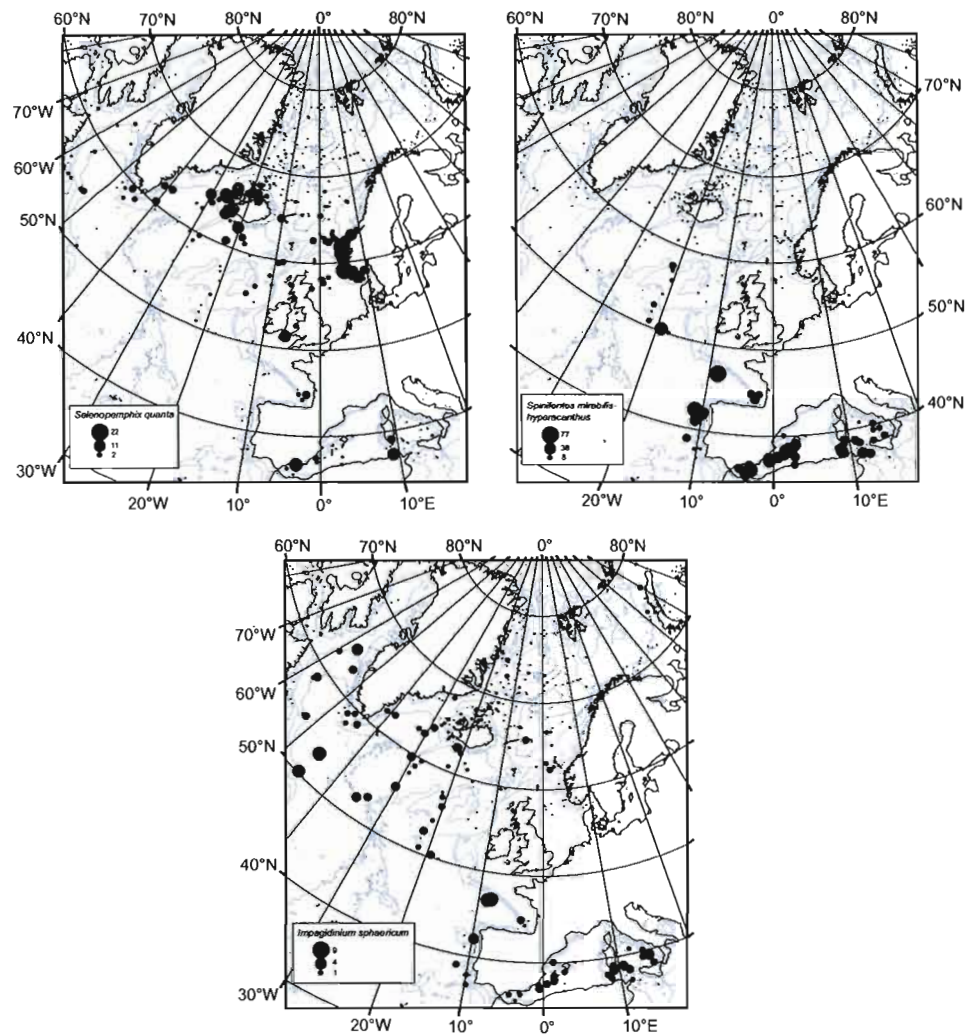 60°N 70°N 80°N 0° 80°N
70°W
60°W
50°N
40°N
30°W
20°W 10° 0° 10°E
Selenopemphix quanta
22
11
2
60°N 70°N 80°N 0° 80°N
70°N
60°N
50°N
40°N
20°W 10° 0° 10°E
Spiniferites mirabilis-
hyperacanthus
77
38
8
60°N 70°N 80°N 0° 80°N
70°W
60°W
50°N
40°N
30°W
20°W 10° 0° 10°E
Impagidinium sphaericum
9
4
1